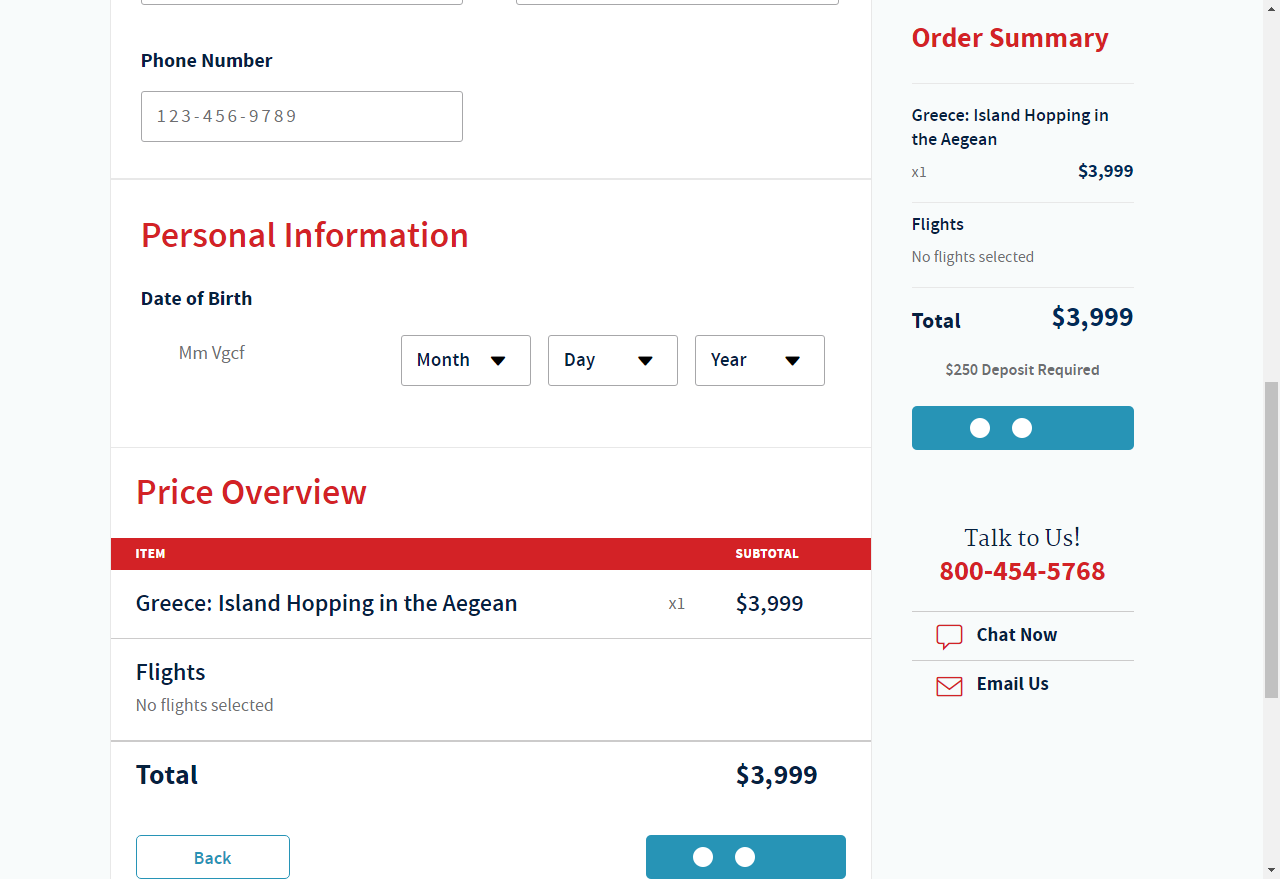 Phone Number
123-456-9789
Personal Information
Date of Birth
Mm Vgcf
Month
Day
Year
Price Overview
ITEM SUBTOTAL
Greece: Island Hopping in the Aegean x1 $3,999
Flights
No flights selected
Total $3,999
Back
Order Summary
Greece: Island Hopping in
the Aegean
x1 $3,999
Flights
No flights selected
Total $3,999
$250 Deposit Required
Talk to Us!
800-454-5768
Chat Now
Email Us